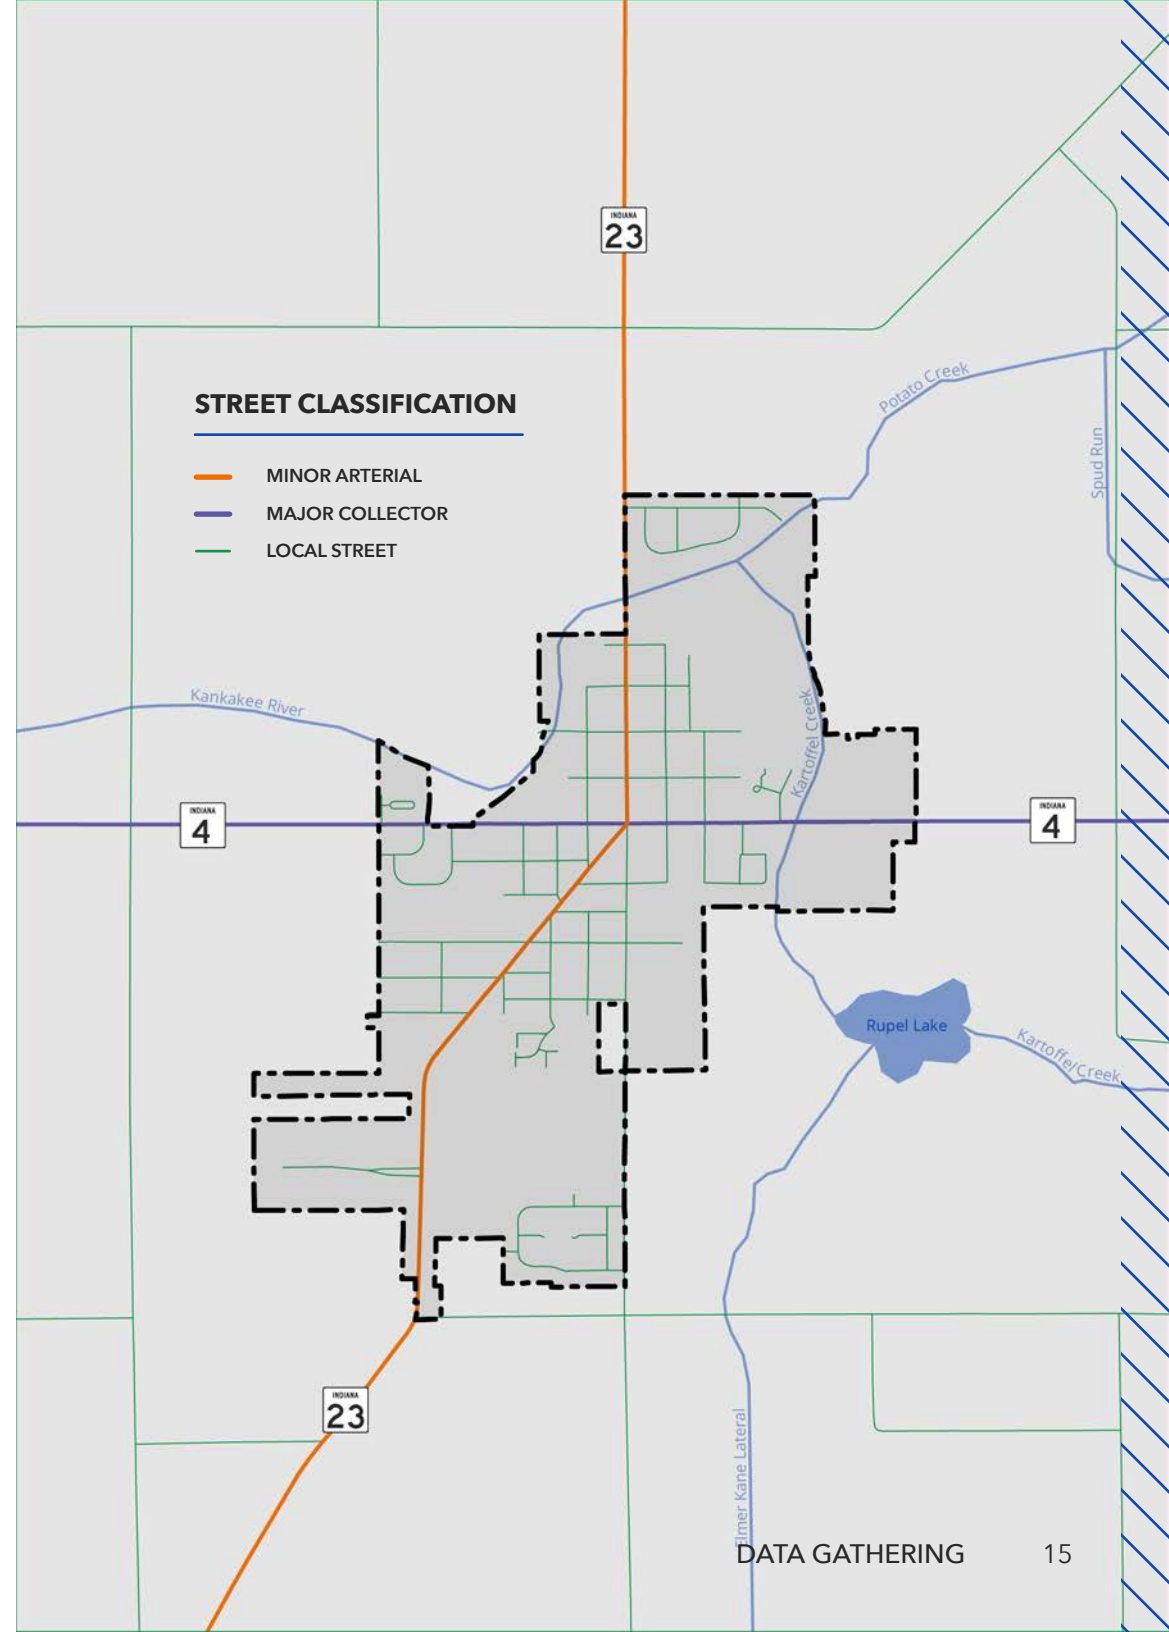 INDIANA
23
STREET CLASSIFICATION
MINOR ARTERIAL
MAJOR COLLECTOR
LOCAL STREET
Potato Creek
Spud Run
Kankakee River
Kartoffel Creek
INDIANA
4
INDIANA
4
Rupel Lake
Kartoffe/Creek
INDIANA
23
Elmer Kane Lateral
DATA GATHERING 15